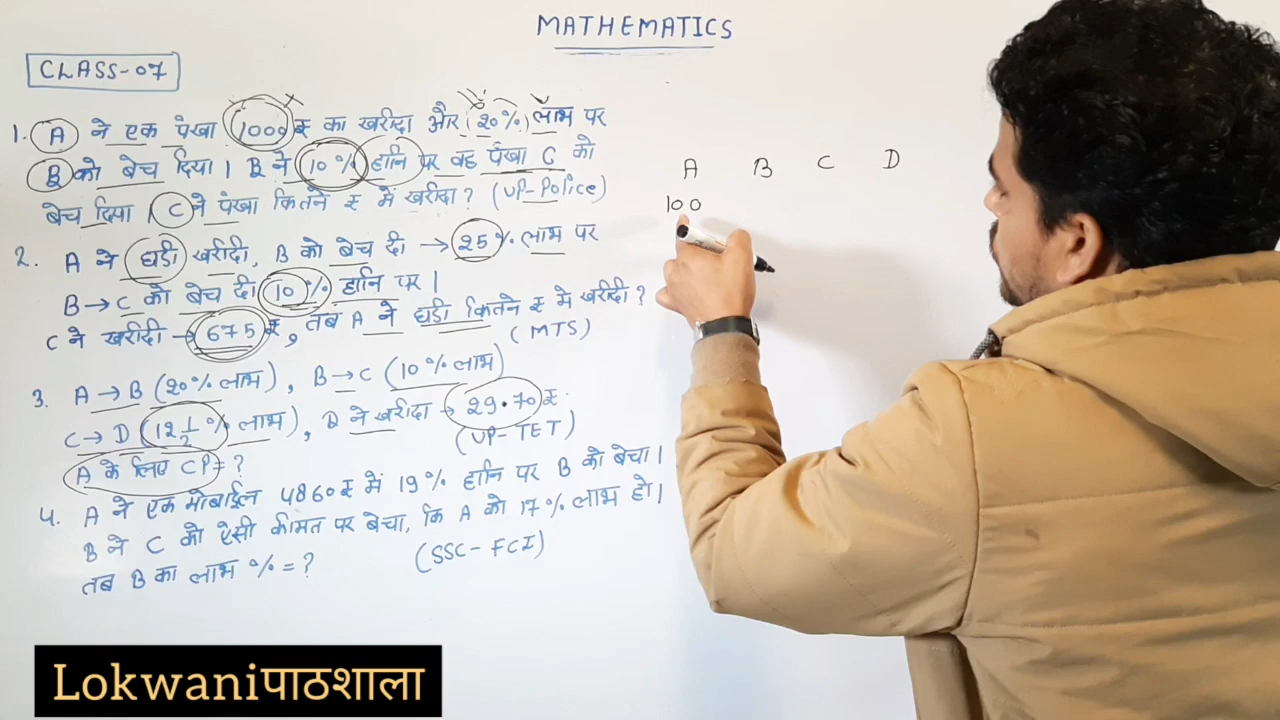 MATHEMATICS
CLASS-07
1. A ने एक पंखा 1000₹ का खरीदा और (20%) लाभ पर
B को बेच दिया। B ने 10% हानि पर वह पंखा C को
बेच दिया। C ने पंखा कितने ₹ में खरीदा? (UP-Police)
2. A ने घडी खरीदी, B को बेच दी → 25% लाभ पर
B→C को बेच दी 10% हानि पर।
C ने खरीदी → 675₹, तब A ने घडी कितने ₹ मे खरीदी?
(MTS)
3. A→B (20% लाभ), B→C (10% लाभ)
C→D (12 1/2 % लाभ), D ने खरीदा → 29.70₹.
(UP-TET)
A के लिए CP=?
4. A ने एक मोबाईल 4860₹ में 19% हानि पर B को बेचा।
B ने C को ऐसी कीमत पर बेचा, कि A को 17% लाभ हो।
तब B का लाभ %=? (SSC-FCI)
A B C D
100
Lokwaniपाठशाला